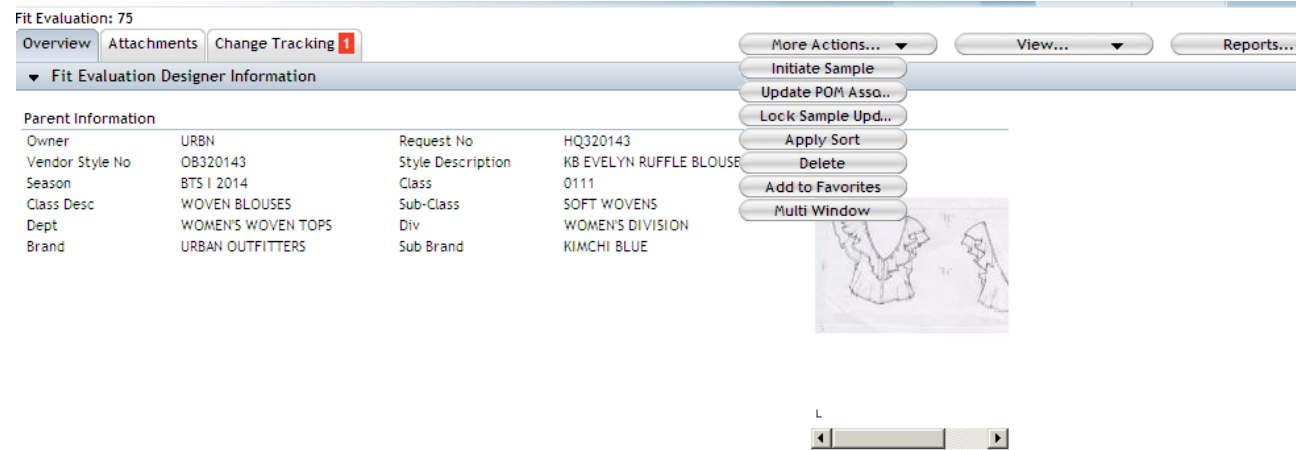 Fit Evaluation: 75
Overview Attachments Change Tracking 1
More Actions... View... Reports...
Fit Evaluation Designer Information
Initiate Sample
Update POM Asso...
Lock Sample Upd...
Apply Sort
Delete
Add to Favorites
Multi Window
Parent Information
Owner URBN Request No HQ320143
Vendor Style No OB320143 Style Description KB EVELYN RUFFLE BLOUSE
Season BTS I 2014 Class 0111
Class Desc WOVEN BLOUSES Sub-Class SOFT WOVENS
Dept WOMEN'S WOVEN TOPS Div WOMEN'S DIVISION
Brand URBAN OUTFITTERS Sub Brand KIMCHI BLUE
L